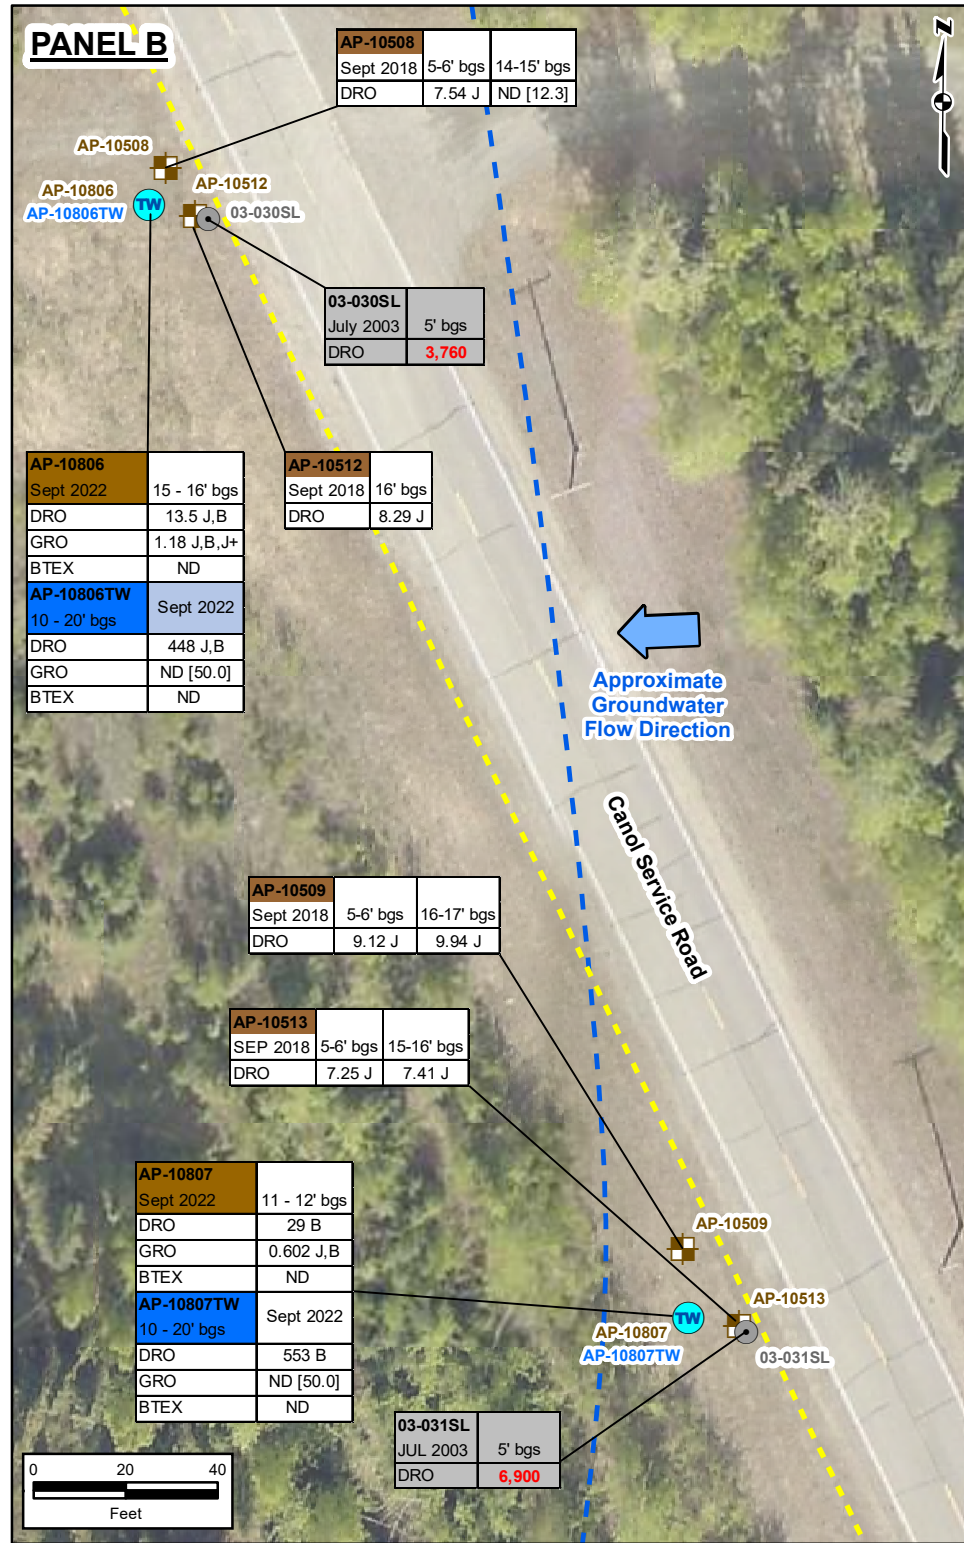 PANEL B
N
AP-10508
Sept 2018 5-6' bgs 14-15' bgs
DRO 7.54 J ND [12.3]
AP-10508
AP-10512
AP-10806
AP-10806TW
TW
03-030SL
03-030SL
July 2003 5' bgs
DRO 3,760
AP-10806
Sept 2022 15 - 16' bgs
DRO 13.5 J,B
GRO 1.18 J,B,J+
BTEX ND
AP-10806TW
10 - 20' bgs Sept 2022
DRO 448 J,B
GRO ND [50.0]
BTEX ND
AP-10512
Sept 2018 16' bgs
DRO 8.29 J
Approximate
Groundwater
Flow Direction
Canol Service Road
AP-10509
Sept 2018 5-6' bgs 16-17' bgs
DRO 9.12 J 9.94 J
AP-10513
SEP 2018 5-6' bgs 15-16' bgs
DRO 7.25 J 7.41 J
AP-10807
Sept 2022 11 - 12' bgs
DRO 29 B
GRO 0.602 J,B
BTEX ND
AP-10807TW
10 - 20' bgs Sept 2022
DRO 553 B
GRO ND [50.0]
BTEX ND
AP-10509
AP-10513
TW
AP-10807
AP-10807TW
03-031SL
03-031SL
JUL 2003 5' bgs
DRO 6,900
0 20 40
Feet